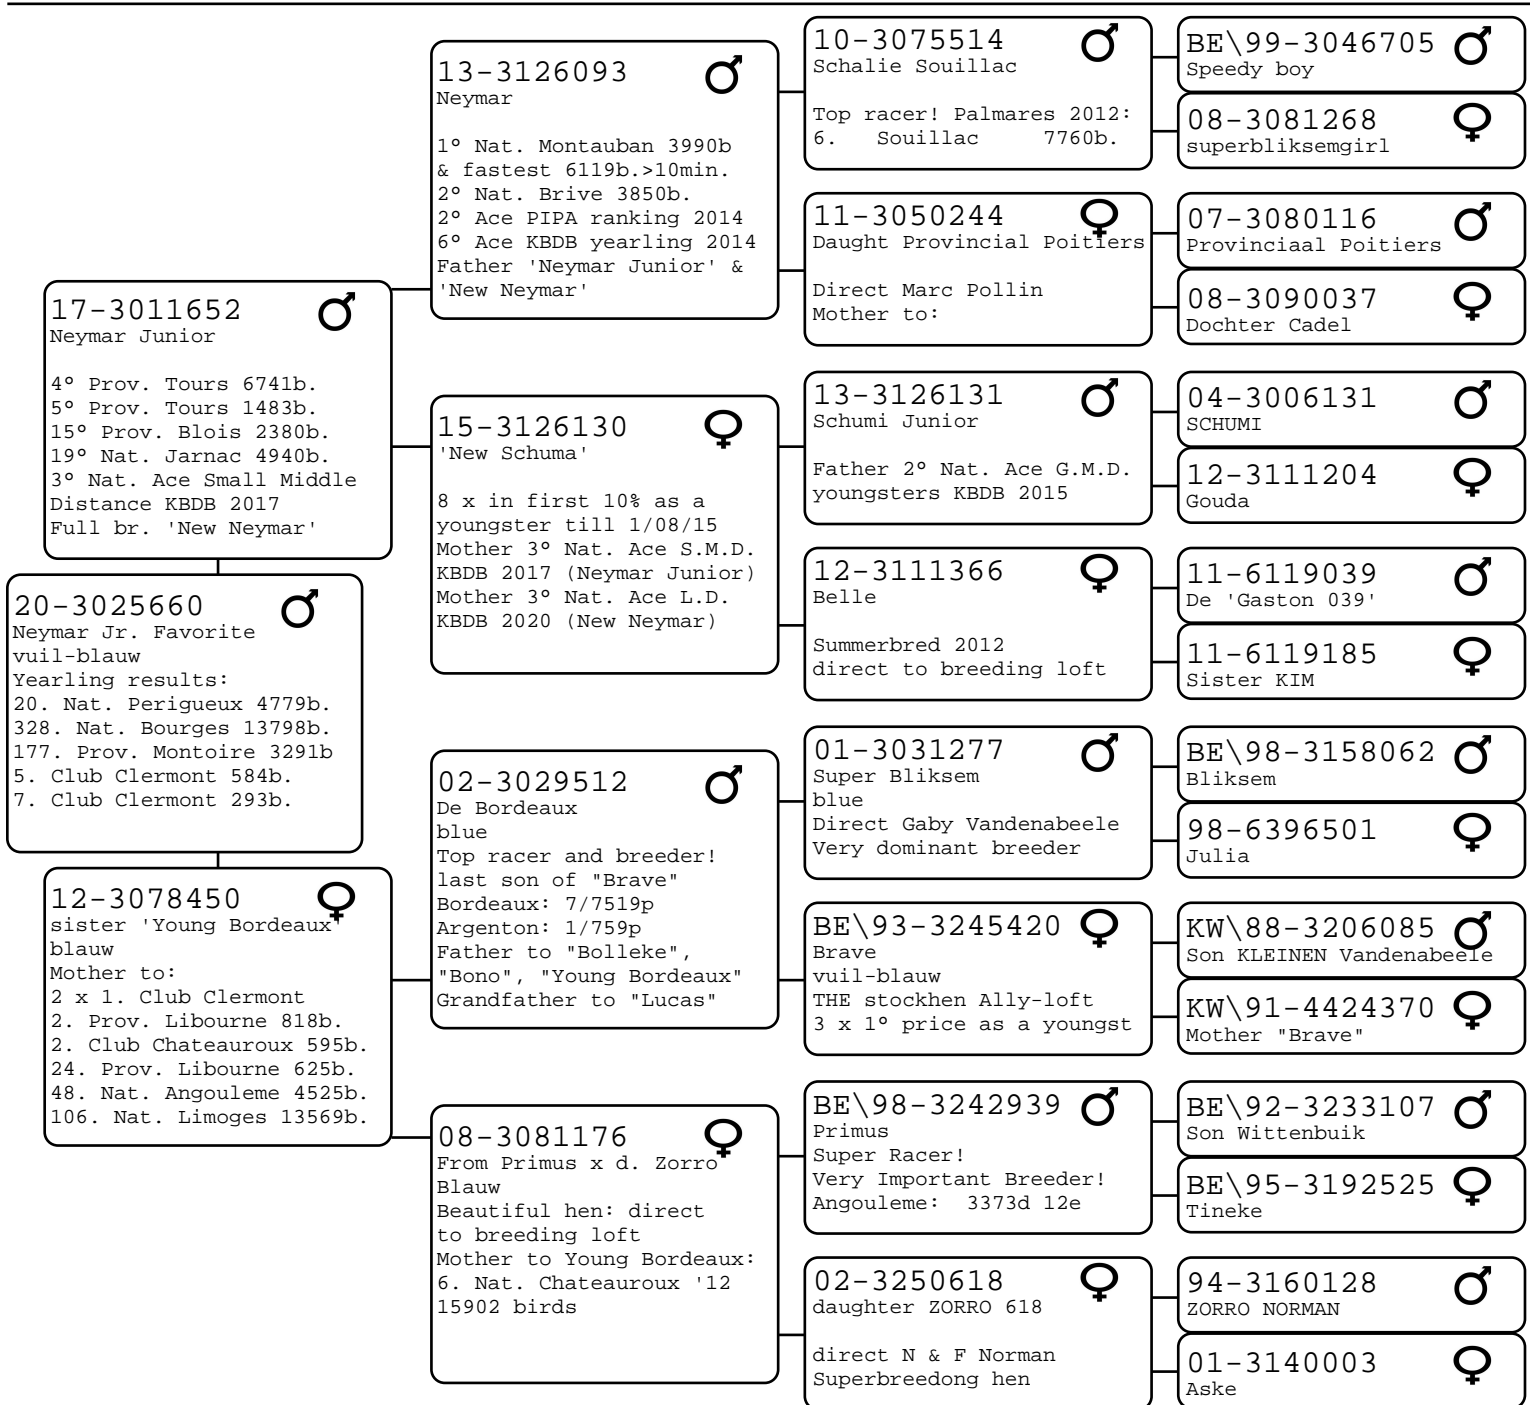 20-3025660
Neymar Jr. Favorite
vuil-blauw
Yearling results:
20. Nat. Perigueux 4779b.
328. Nat. Bourges 13798b.
177. Prov. Montoire 3291b
5. Club Clermont 584b.
7. Club Clermont 293b.
17-3011652
Neymar Junior
4° Prov. Tours 6741b.
5° Prov. Tours 1483b.
15° Prov. Blois 2380b.
19° Nat. Jarnac 4940b.
3° Nat. Ace Small Middle
Distance KBDB 2017
Full br. 'New Neymar'
12-3078450
sister 'Young Bordeaux'
blauw
Mother to:
2 x 1. Club Clermont
2. Prov. Libourne 818b.
2. Club Chateauroux 595b.
24. Prov. Libourne 625b.
48. Nat. Angouleme 4525b.
106. Nat. Limoges 13569b.
13-3126093
Neymar
1° Nat. Montauban 3990b
& fastest 6119b.>10min.
2° Nat. Brive 3850b.
2° Ace PIPA ranking 2014
6° Ace KBDB yearling 2014
Father 'Neymar Junior' &
'New Neymar'
15-3126130
'New Schuma'
8 x in first 10% as a
youngster till 1/08/15
Mother 3° Nat. Ace S.M.D.
KBDB 2017 (Neymar Junior)
Mother 3° Nat. Ace L.D.
KBDB 2020 (New Neymar)
02-3029512
De Bordeaux
blue
Top racer and breeder!
last son of "Brave"
Bordeaux: 7/7519p
Argenton: 1/759p
Father to "Bolleke",
"Bono", "Young Bordeaux"
Grandfather to "Lucas"
08-3081176
From Primus x d. Zorro
Blauw
Beautiful hen: direct
to breeding loft
Mother to Young Bordeaux:
6. Nat. Chateauroux '12
15902 birds
10-3075514
Schalie Souillac
Top racer! Palmares 2012:
6.   Souillac     7760b.
11-3050244
Daught Provincial Poitiers
Direct Marc Pollin
Mother to:
13-3126131
Schumi Junior
Father 2° Nat. Ace G.M.D.
youngsters KBDB 2015
12-3111366
Belle
Summerbred 2012
direct to breeding loft
01-3031277
Super Bliksem
blue
Direct Gaby Vandenabeele
Very dominant breeder
BE\93-3245420
Brave
vuil-blauw
THE stockhen Ally-loft
3 x 1° price as a youngst
BE\98-3242939
Primus
Super Racer!
Very Important Breeder!
Angouleme:  3373d 12e
02-3250618
daughter ZORRO 618
direct N & F Norman
Superbreedong hen
BE\99-3046705
Speedy boy
08-3081268
superbliksemgirl
07-3080116
Provinciaal Poitiers
08-3090037
Dochter Cadel
04-3006131
SCHUMI
12-3111204
Gouda
11-6119039
De 'Gaston 039'
11-6119185
Sister KIM
BE\98-3158062
Bliksem
98-6396501
Julia
KW\88-3206085
Son KLEINEN Vandenabeele
KW\91-4424370
Mother "Brave"
BE\92-3233107
Son Wittenbuik
BE\95-3192525
Tineke
94-3160128
ZORRO NORMAN
01-3140003
Aske